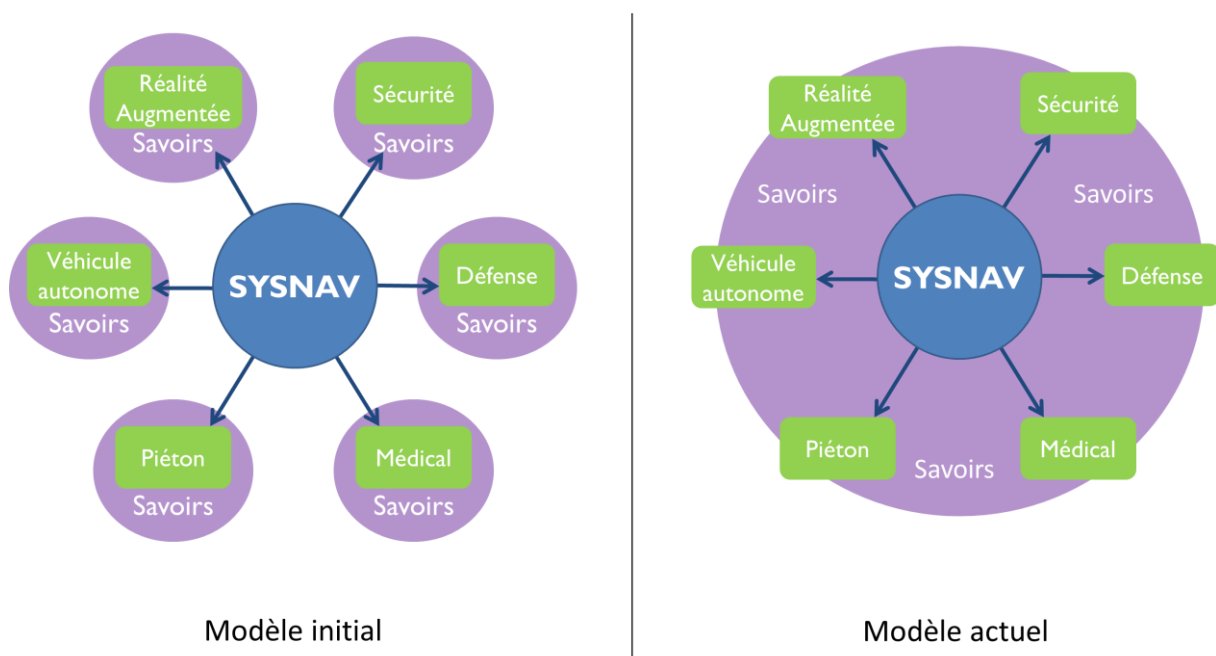 Réalité
Augmentée
Savoirs
Sécurité
Savoirs
Véhicule
autonome
Savoirs
SYSNAV
Défense
Savoirs
Piéton
Savoirs
Médical
Savoirs
Modèle initial
Réalité
Augmentée
Sécurité
Savoirs
Savoirs
Véhicule
autonome
SYSNAV
Défense
Piéton
Savoirs
Médical
Modèle actuel